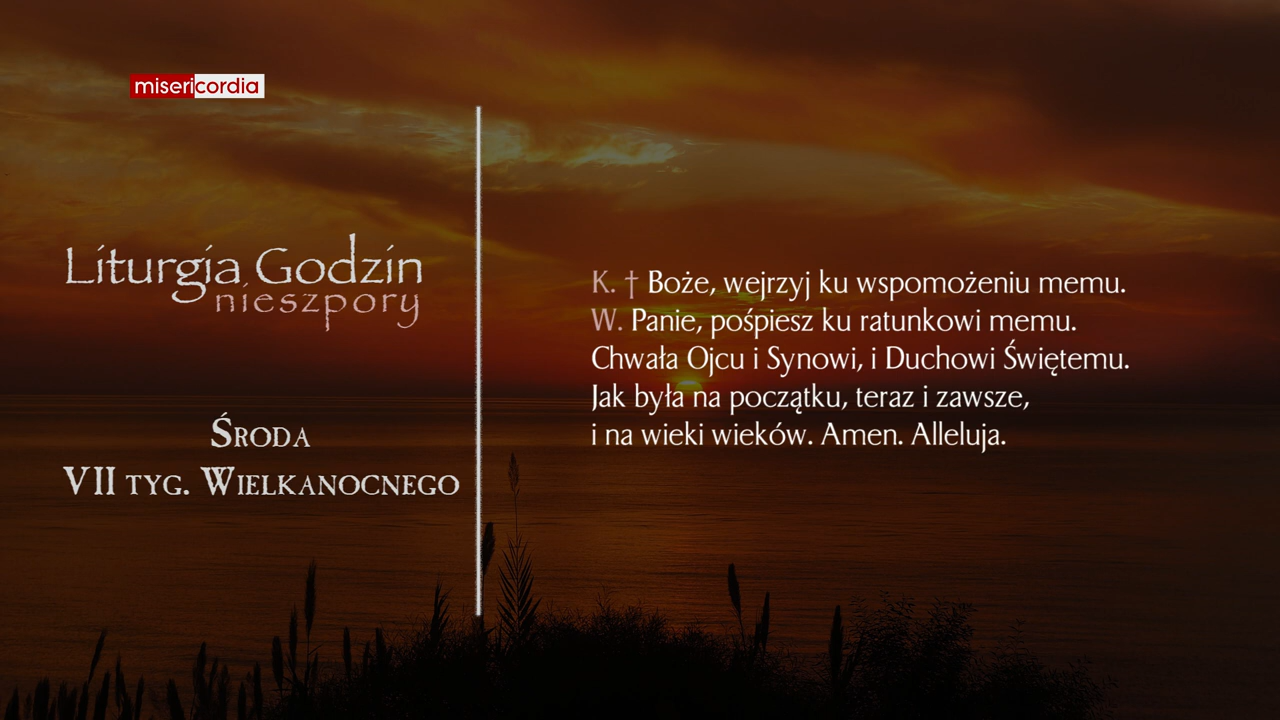 misericordia
Liturgia Godzin
nieszpory
Środa
VII tyg. Wielkanocnego
K. † Boże, wejrzyj ku wspomożeniu memu.
W. Panie, pośpiesz ku ratunkowi memu.
Chwała Ojcu i Synowi, i Duchowi Świętemu.
Jak była na początku, teraz i zawsze,
i na wieki wieków. Amen. Alleluja.